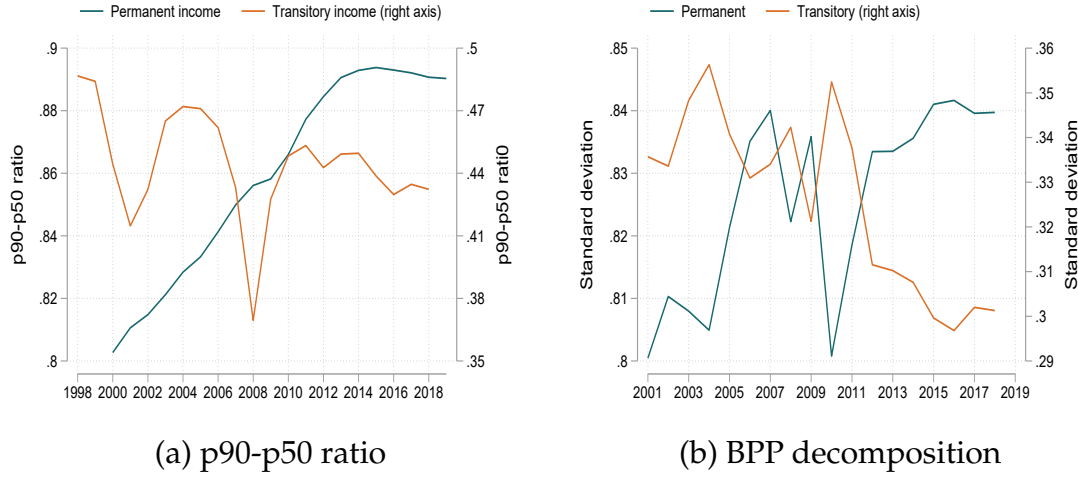 Permanent income Transitory income (right axis)
.9
.88
.86
.84
.82
.8
p90-p50 ratio
.5
.47
.44
.41
.38
.35
p90-p50 rati0
1998 2000 2002 2004 2006 2008 2010 2012 2014 2016 2018
(a) p90-p50 ratio
Permanent Transitory (right axis)
.85
.84
.83
.82
.81
.8
Standard deviation
.36
.35
.34
.33
.32
.31
.3
.29
Standard deviation
2001 2003 2005 2007 2009 2011 2013 2015 2017 2019
(b) BPP decomposition